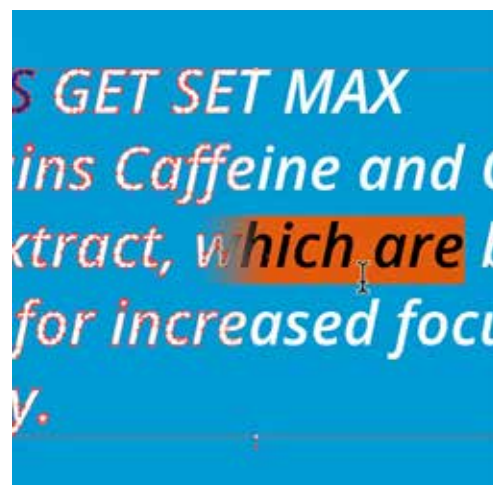 S GET SET MAX
ins Caffeine and
xtract, which are b
for increased focu
y.